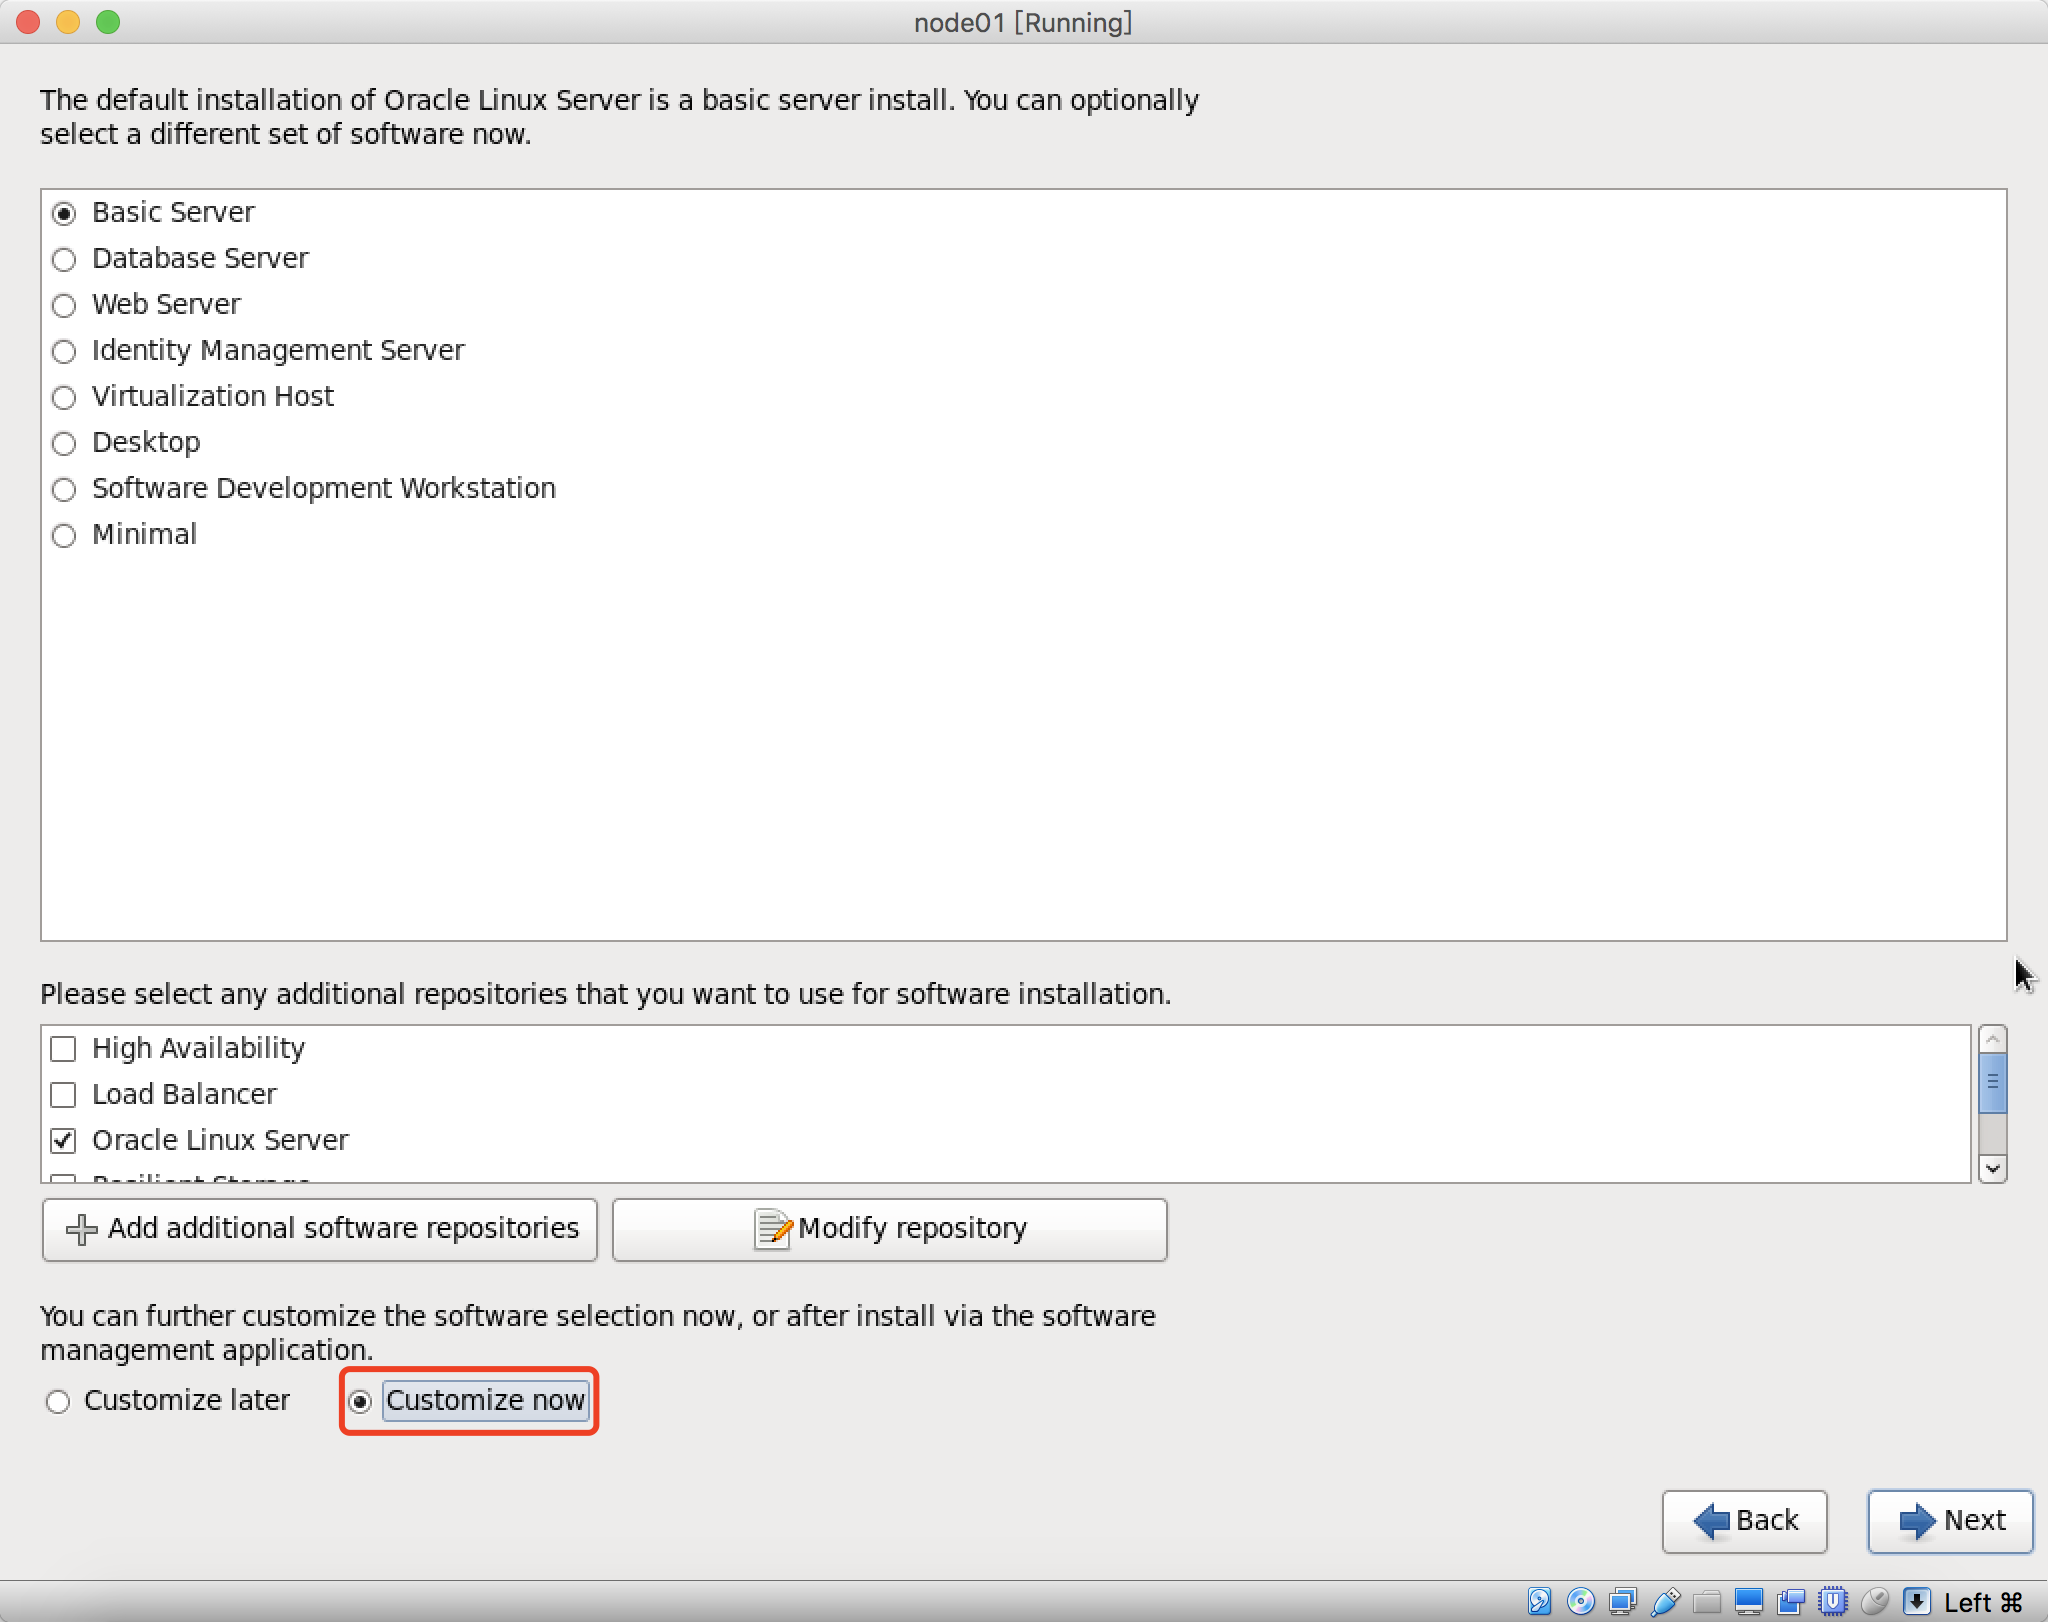 node01 [Running]
The default installation of Oracle Linux Server is a basic server install. You can optionally
select a different set of software now.
Basic Server
Database Server
Web Server
Identity Management Server
Virtualization Host
Desktop
Software Development Workstation
Minimal
Please select any additional repositories that you want to use for software installation.
High Availability
Load Balancer
Oracle Linux Server
Resilient Storage
Add additional software repositories
Modify repository
You can further customize the software selection now, or after install via the software
management application.
Customize later
Customize now
Back
Next
Left ⌘